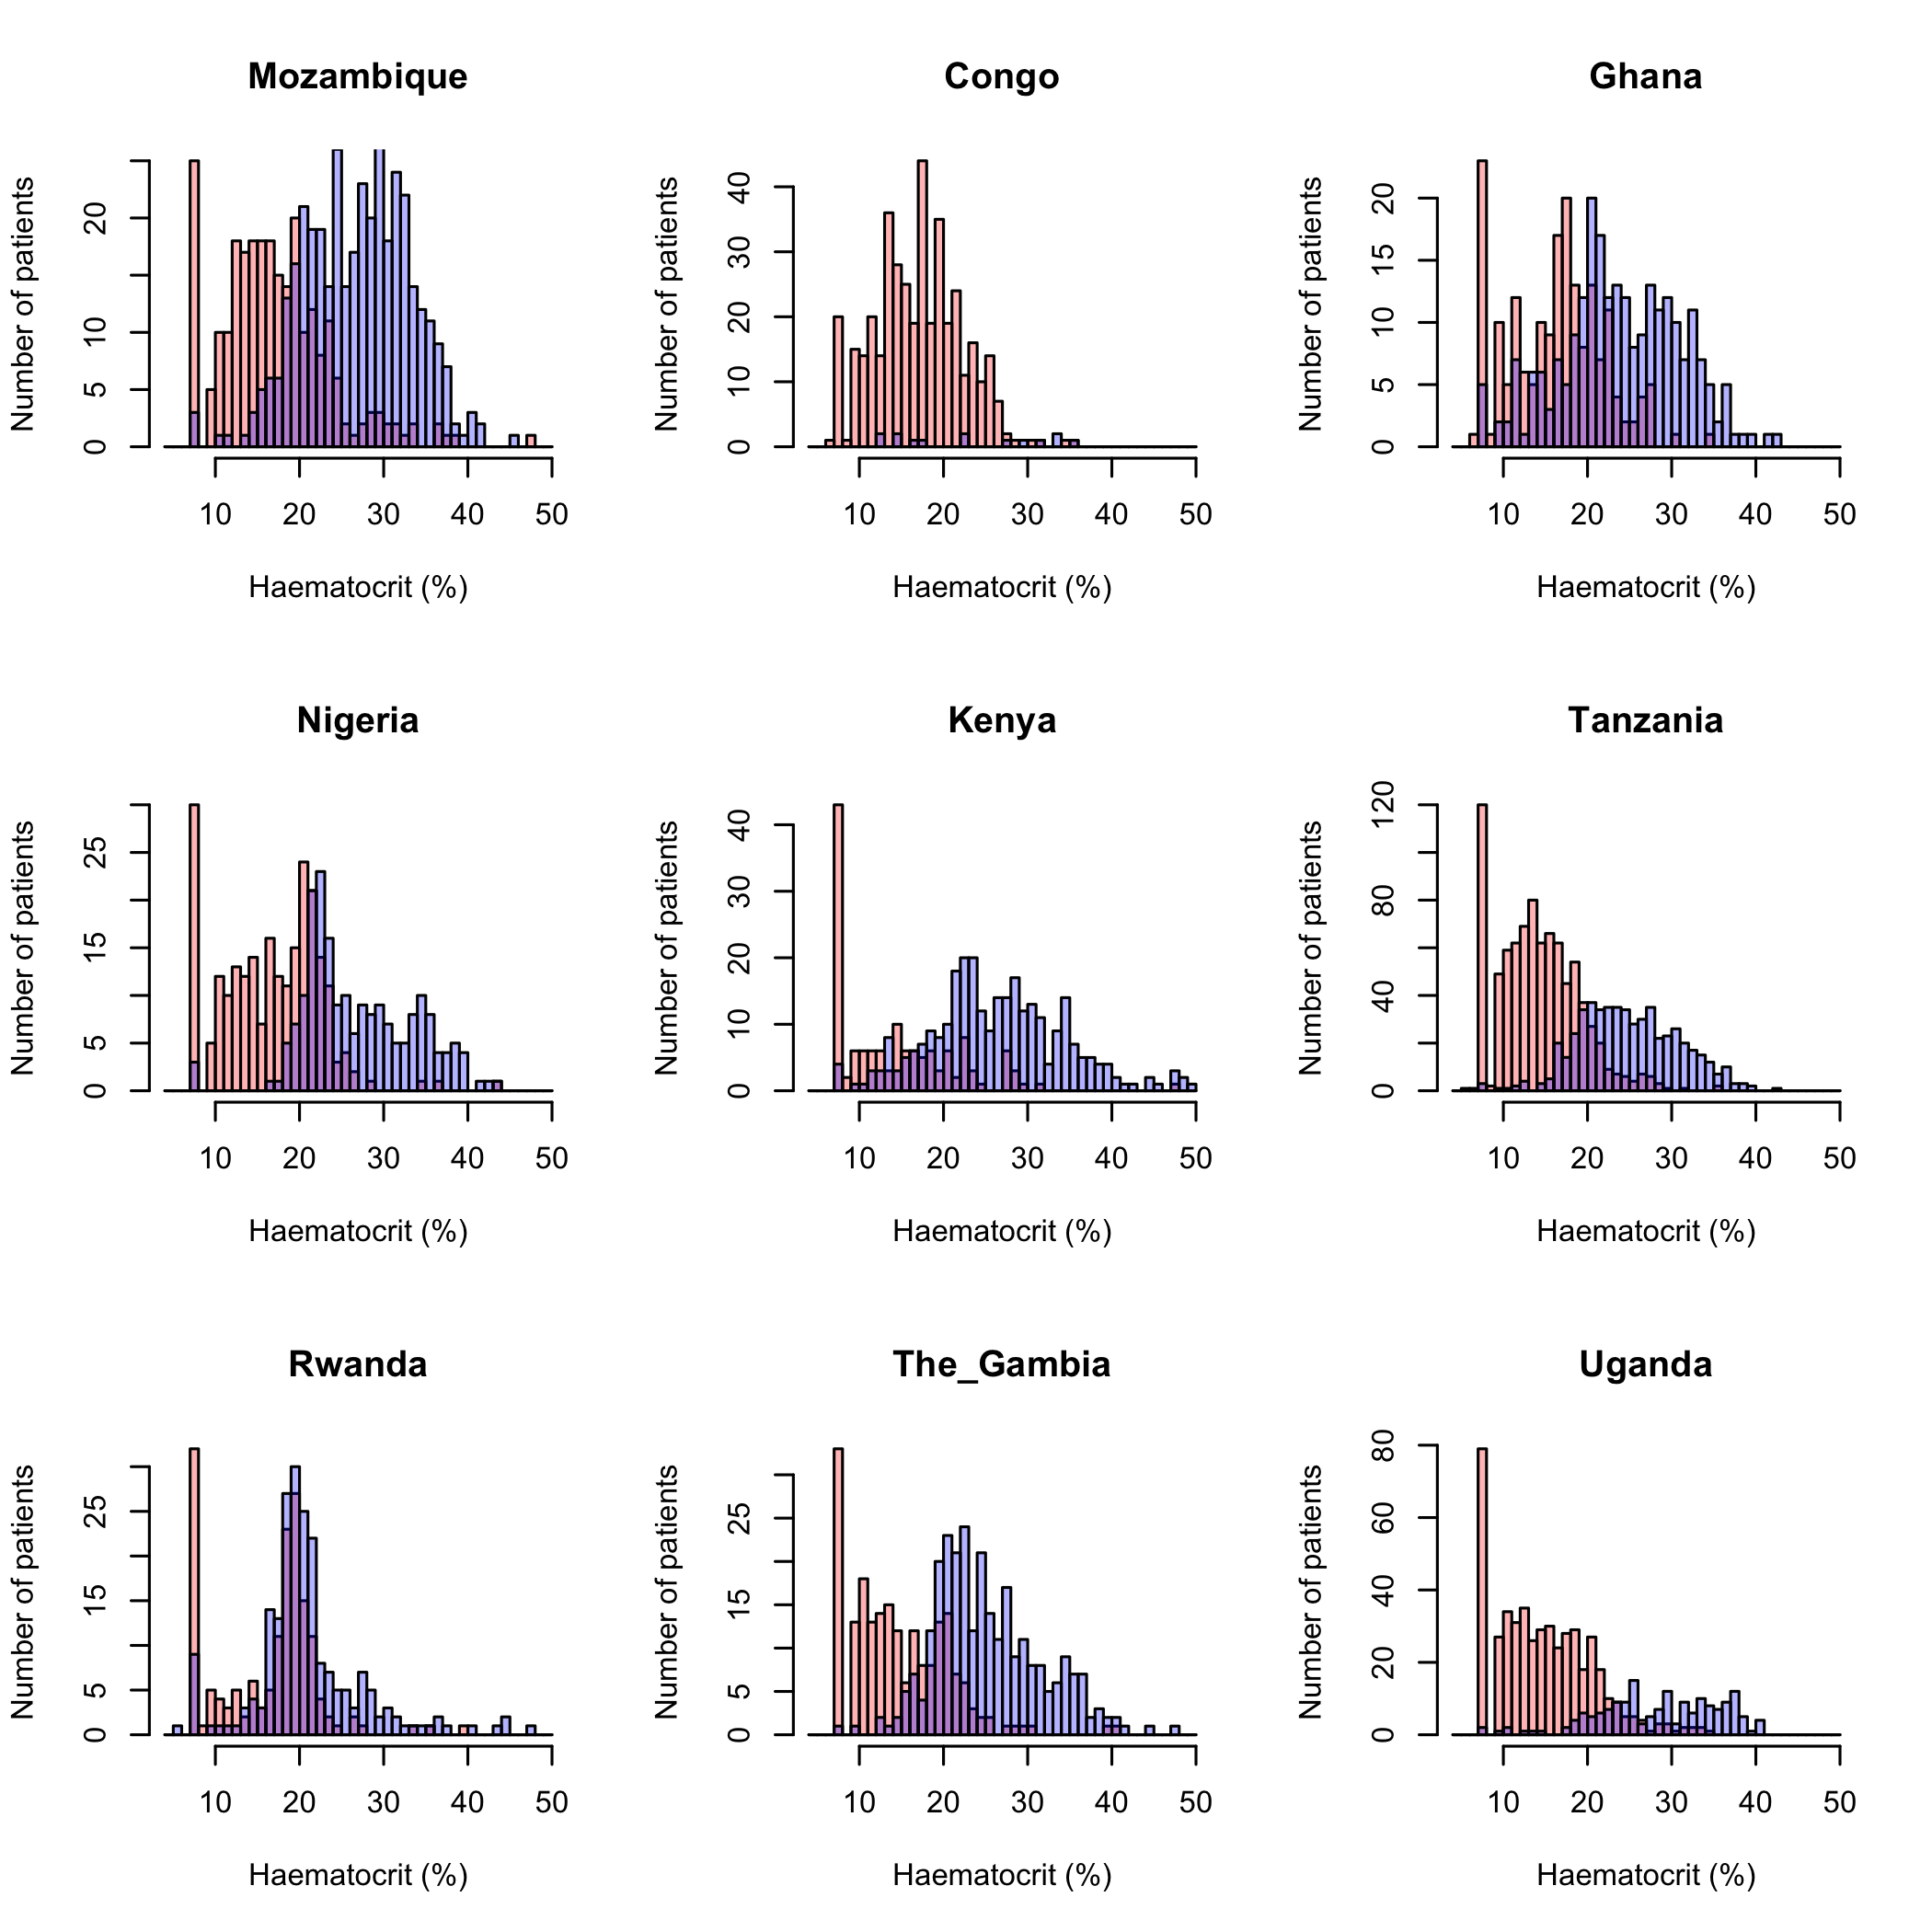 Mozambique
Number of patients
0 5 10 20
10 20 30 40 50
Haematocrit (%)
Congo
Number of patients
0 10 20 30 40
10 20 30 40 50
Haematocrit (%)
Ghana
Number of patients
0 5 10 15 20
10 20 30 40 50
Haematocrit (%)
Nigeria
Number of patients
0 5 15 25
10 20 30 40 50
Haematocrit (%)
Kenya
Number of patients
0 10 20 30 40
10 20 30 40 50
Haematocrit (%)
Tanzania
Number of patients
0 40 80 120
10 20 30 40 50
Haematocrit (%)
Rwanda
Number of patients
0 5 15 25
10 20 30 40 50
Haematocrit (%)
The_Gambia
Number of patients
0 5 15 25
10 20 30 40 50
Haematocrit (%)
Uganda
Number of patients
0 20 40 60 80
10 20 30 40 50
Haematocrit (%)